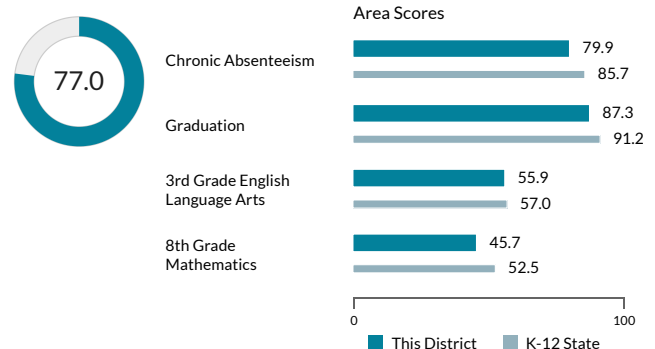 Area Scores
77.0
Chronic Absenteeism
79.9
85.7
Graduation
87.3
91.2
3rd Grade English
Language Arts
55.9
57.0
8th Grade
Mathematics
45.7
52.5
0
100
This District
K-12 State